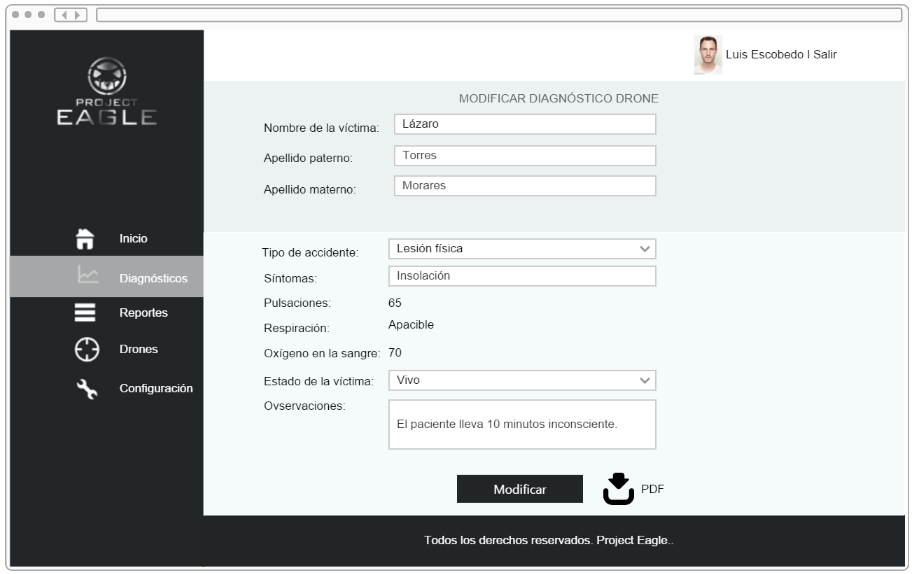 PROJECT
EAGLE
Luis Escobedo I Salir
Inicio
Diagnósticos
Reportes
Drones
Configuración
MODIFICAR DIAGNÓSTICO DRONE
Nombre de la víctima: Lázaro
Apellido paterno: Torres
Apellido materno: Morares
Tipo de accidente: Lesión física
Síntomas: Insolación
Pulsaciones: 65
Respiración: Apacible
Oxígeno en la sangre: 70
Estado de la víctima: Vivo
Ovservaciones: El paciente lleva 10 minutos inconsciente.
Modificar PDF
Todos los derechos reservados. Project Eagle..